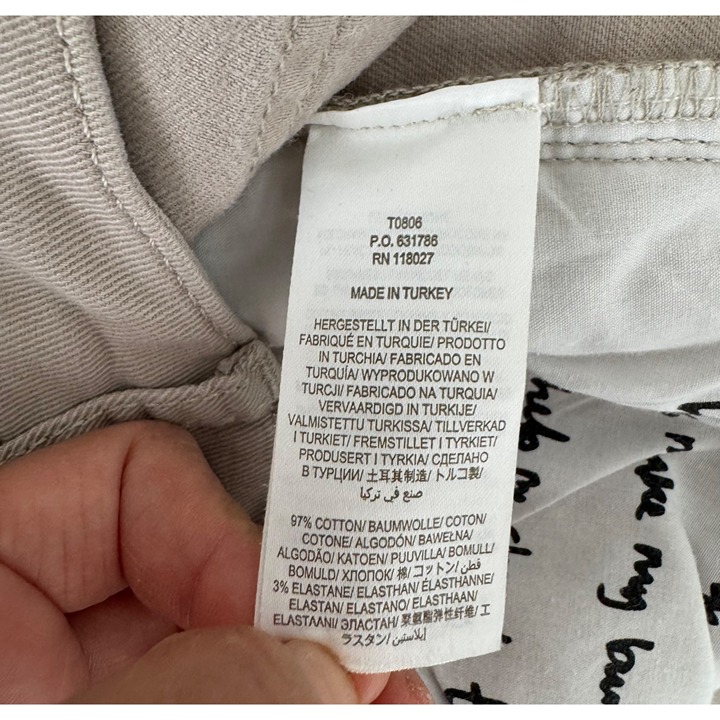 T0806
P.O. 631786
RN 118027
MADE IN TURKEY
HERGESTELLT IN DER TÜRKEI/
FABRIQUÉ EN TURQUIE/ PRODOTTO
IN TURCHIA/ FABRICADO EN
TURQUÍA/ WYPRODUKOWANO W
TURCJI/ FABRICADO NA TURQUIA/
VERVAARDIGD IN TURKIJE/
VALMISTETTU TURKISSA/ TILLVERKAD
I TURKIET/ FREMSTILLET I TYRKIET/
PRODUSERT I TYRKIA/ СДЕЛАНО
В ТУРЦИИ/ 土耳其制造/ トルコ製/
صنع في تركيا
97% COTTON/ BAUMWOLLE/ COTON/
COTONE/ ALGODÓN/ BAWEŁNA/
ALGODÃO/ KATOEN/ PUUVILLA/ BOMULL/
BOMULD/ ХЛОПОК/ 棉/ コットン/ قطن/
3% ELASTANE/ ELASTHAN/ ÉLASTHANNE/
ELASTAN/ ELASTANO/ ELASTHAAN/
ELASTAANI/ ЭЛАСТАН/ 聚氨酯弹性纤维/ エ
ラスタン/ إيلاستين/
my